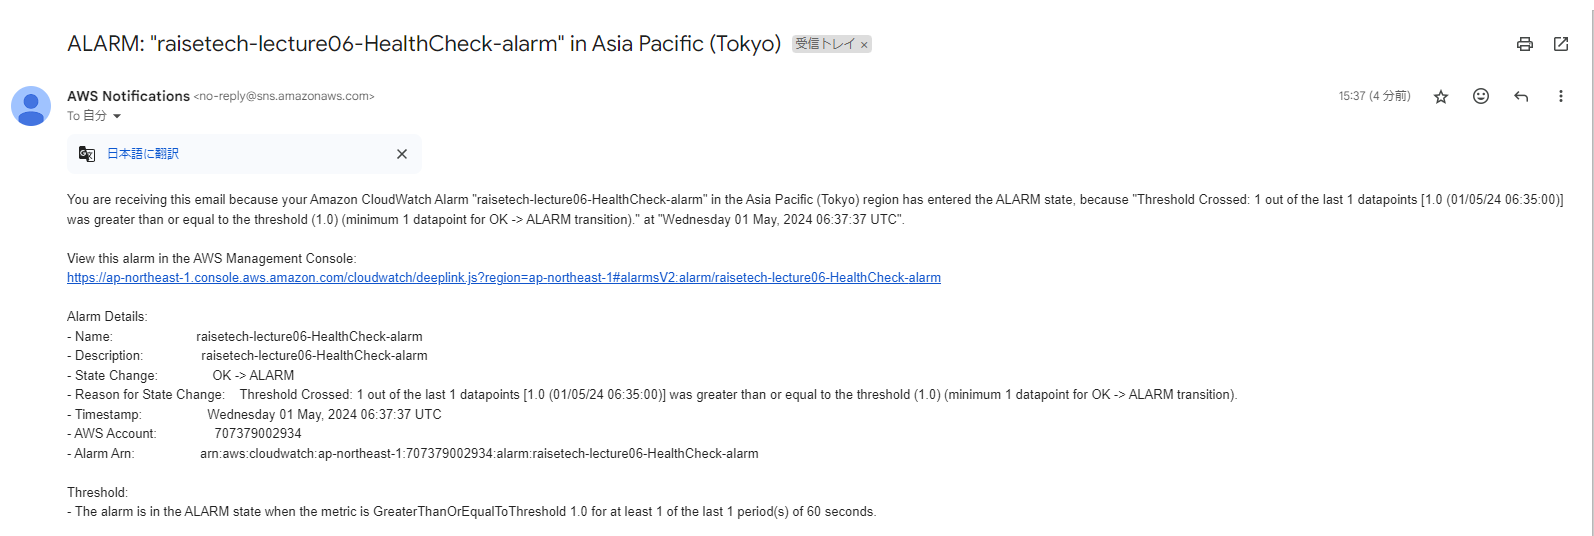 ALARM: "raisetech-lecture06-HealthCheck-alarm" in Asia Pacific (Tokyo) 受信トレイ ×
AWS Notifications <no-reply@sns.amazonaws.com> 15:37 (4 分前)
To 自分
日本語に翻訳
You are receiving this email because your Amazon CloudWatch Alarm "raisetech-lecture06-HealthCheck-alarm" in the Asia Pacific (Tokyo) region has entered the ALARM state, because "Threshold Crossed: 1 out of the last 1 datapoints [1.0 (01/05/24 06:35:00)]
was greater than or equal to the threshold (1.0) (minimum 1 datapoint for OK -> ALARM transition)." at "Wednesday 01 May, 2024 06:37:37 UTC".
View this alarm in the AWS Management Console:
https://ap-northeast-1.console.aws.amazon.com/cloudwatch/deeplink.js?region=ap-northeast-1#alarmsV2:alarm/raisetech-lecture06-HealthCheck-alarm
Alarm Details:
- Name: raisetech-lecture06-HealthCheck-alarm
- Description: raisetech-lecture06-HealthCheck-alarm
- State Change: OK -> ALARM
- Reason for State Change: Threshold Crossed: 1 out of the last 1 datapoints [1.0 (01/05/24 06:35:00)] was greater than or equal to the threshold (1.0) (minimum 1 datapoint for OK -> ALARM transition).
- Timestamp: Wednesday 01 May, 2024 06:37:37 UTC
- AWS Account: 707379002934
- Alarm Arn: arn:aws:cloudwatch:ap-northeast-1:707379002934:alarm:raisetech-lecture06-HealthCheck-alarm
Threshold:
- The alarm is in the ALARM state when the metric is GreaterThanOrEqualToThreshold 1.0 for at least 1 of the last 1 period(s) of 60 seconds.